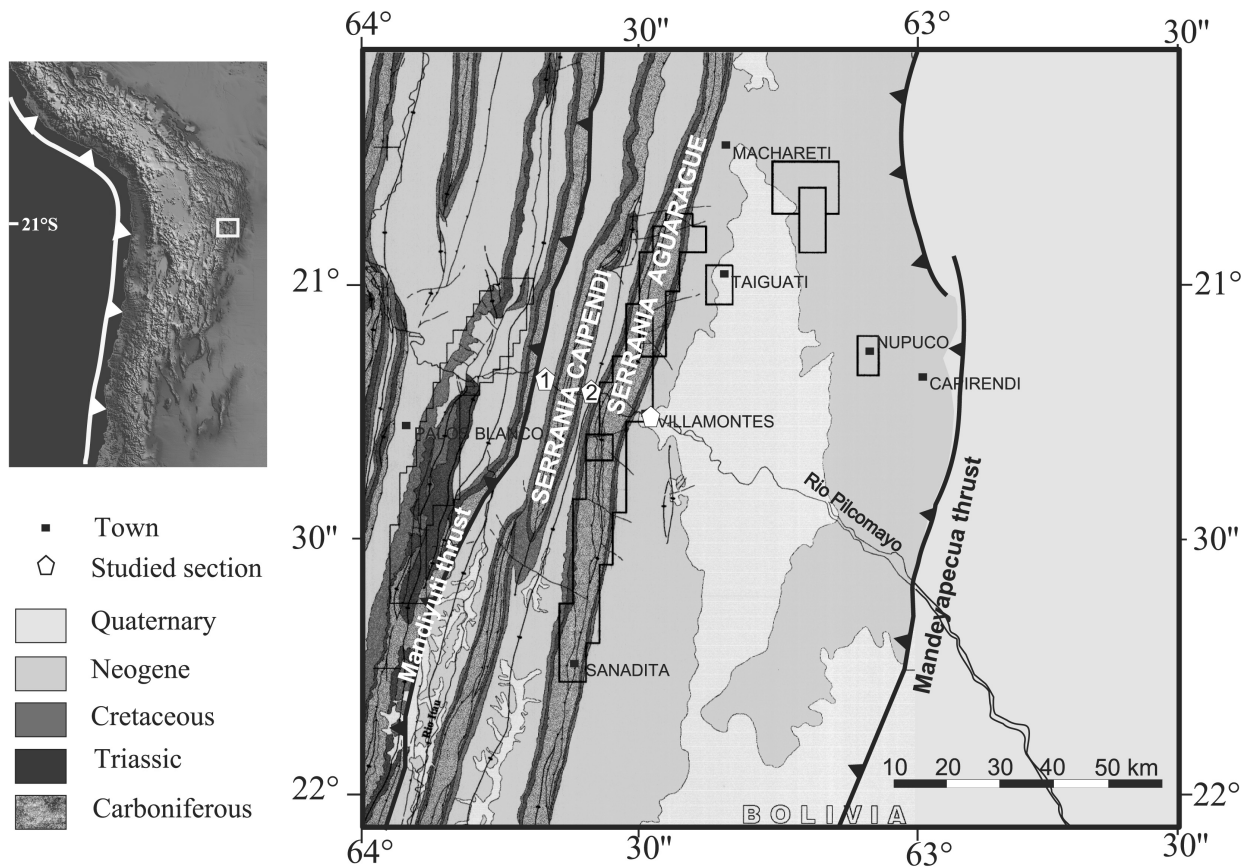 64°
30"
63°
30"
21°S
MACHARETI
SERRANIA AGUARAGUE
21°
TAIGUATI
NUPUCO
CAPIRENDI
SERRANIA CAIPENDI
1
2
PALOS BLANCO
VILLAMONTES
Rio Pilcomayo
30"
30"
Mandiyuti thrust
Mandeyapecua thrust
SANADITA
22°
22°
10 20 30 40 50 km
BOLIVIA
64°
30"
63°
30"
Town
Studied section
Quaternary
Neogene
Cretaceous
Triassic
Carboniferous